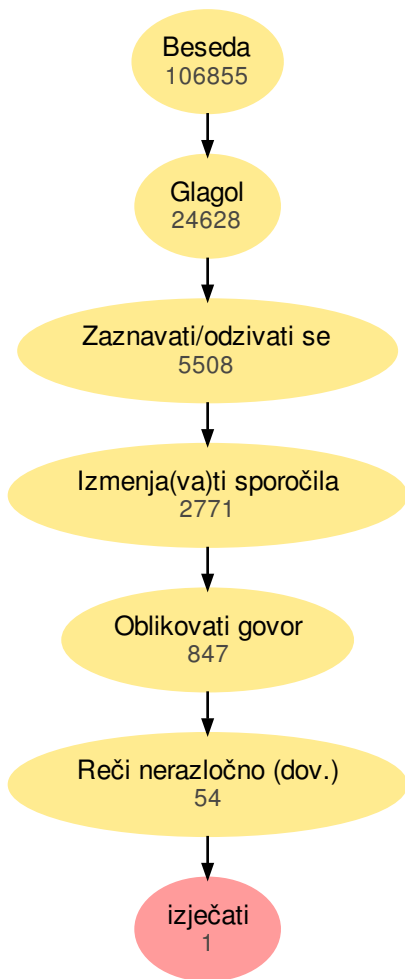 Beseda
106855
Glagol
24628
Zaznavati/odzivati se
5508
Izmenja(va)ti sporočila
2771
Oblikovati govor
847
Reči nerazločno (dov.)
54
izječati
1